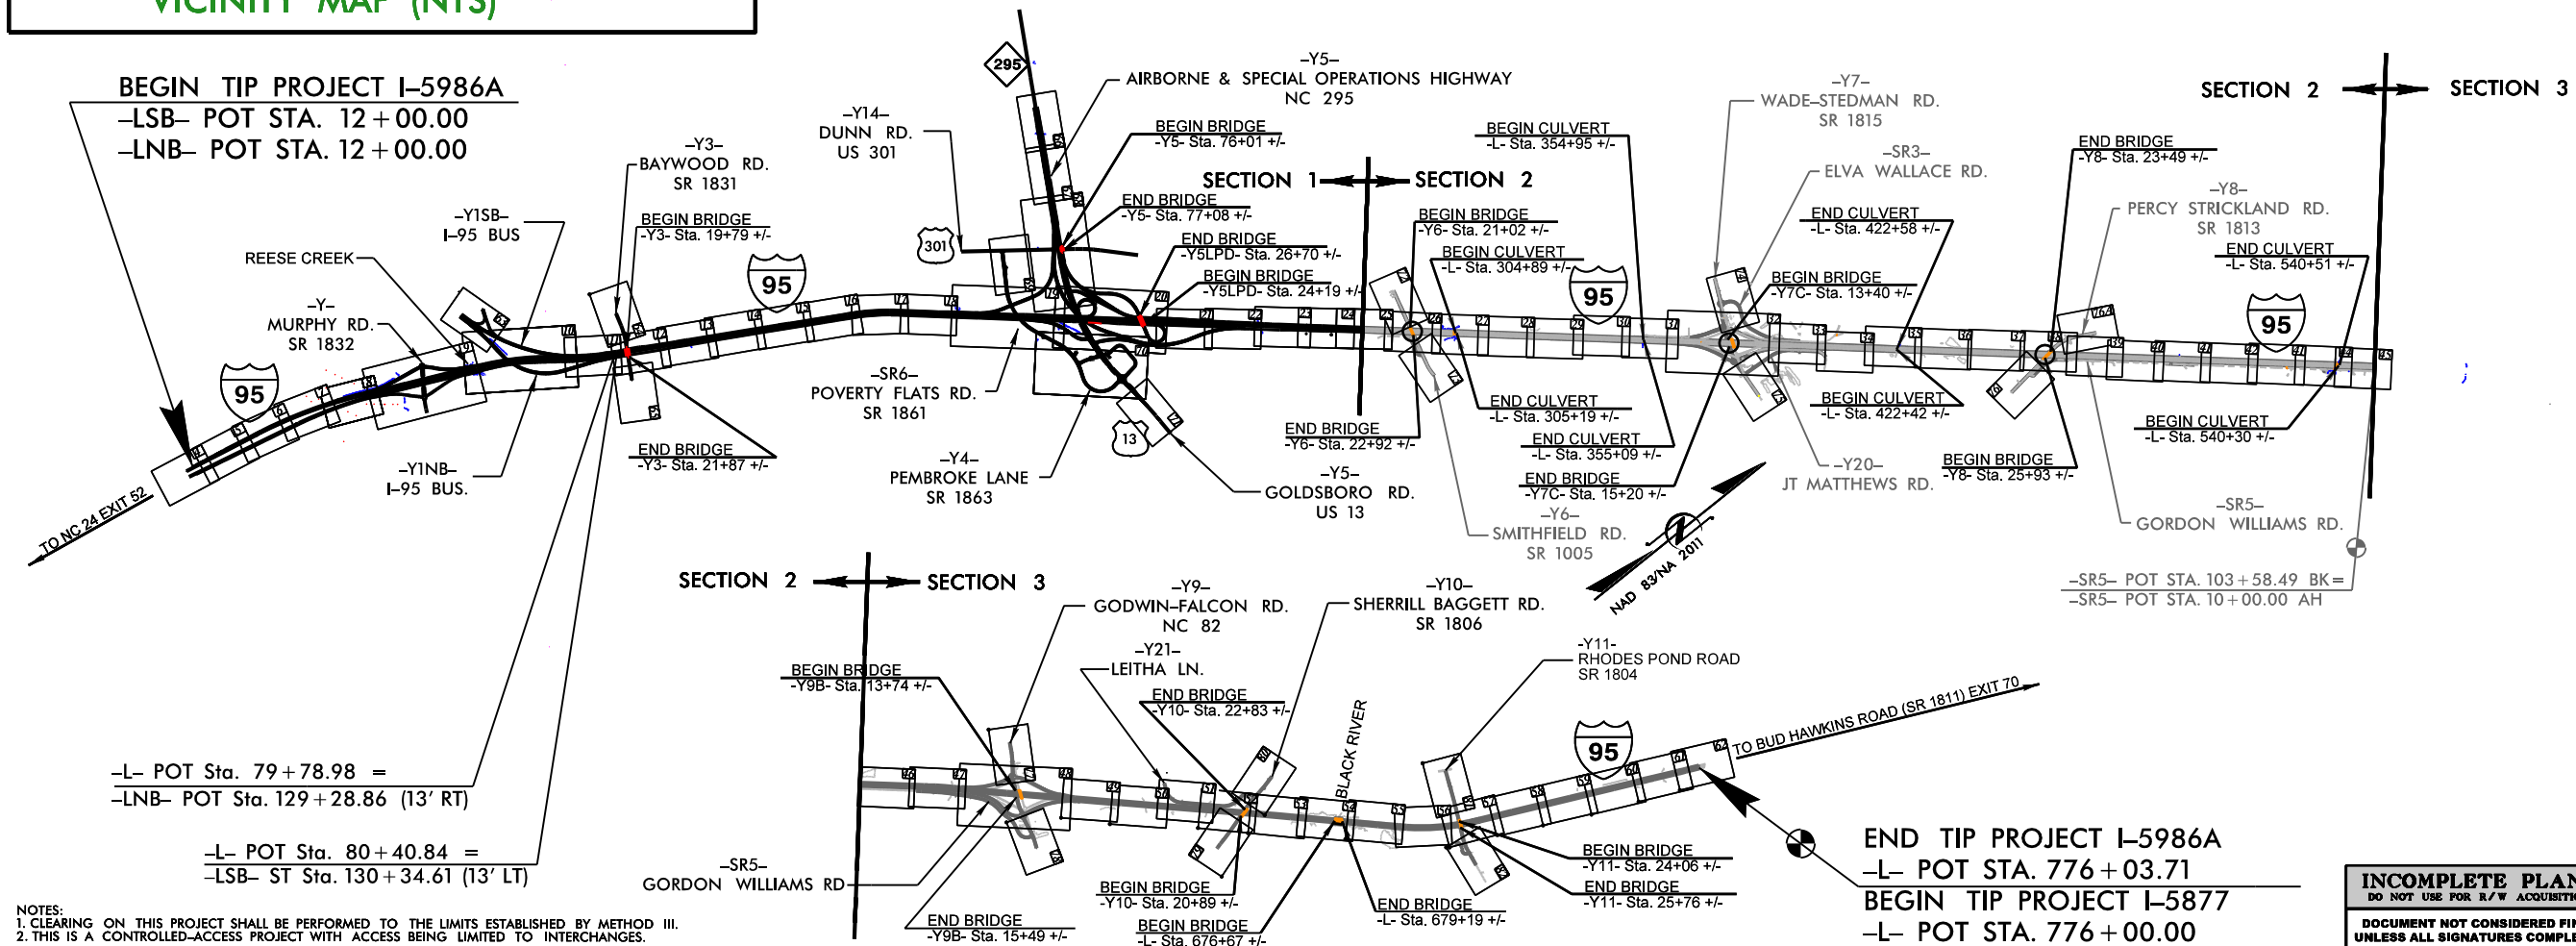 VICINITY MAP (NTS)
BEGIN TIP PROJECT I-5986A
-LSB- POT STA. 12+00.00
-LNB- POT STA. 12+00.00
295
-Y5-
AIRBORNE & SPECIAL OPERATIONS HIGHWAY
NC 295
-Y7-
WADE-STEDMAN RD.
SR 1815
SECTION 2
SECTION 3
-Y14-
DUNN RD.
US 301
BEGIN BRIDGE
-Y5- Sta. 76+01 +/-
BEGIN CULVERT
-L- Sta. 354+95 +/-
END BRIDGE
-Y8- Sta. 23+49 +/-
-Y3-
BAYWOOD RD.
SR 1831
-SR3-
ELVA WALLACE RD.
SECTION 1
SECTION 2
-Y8-
PERCY STRICKLAND RD.
SR 1813
-Y1SB-
I-95 BUS
BEGIN BRIDGE
-Y3- Sta. 19+79 +/-
END BRIDGE
-Y5- Sta. 77+08 +/-
BEGIN BRIDGE
-Y6- Sta. 21+02 +/-
END CULVERT
-L- Sta. 422+58 +/-
301
END BRIDGE
-Y5LPD- Sta. 26+70 +/-
BEGIN CULVERT
-L- Sta. 304+89 +/-
END CULVERT
-L- Sta. 540+51 +/-
REESE CREEK
95
BEGIN BRIDGE
-Y5LPD- Sta. 24+19 +/-
95
BEGIN BRIDGE
-Y7C- Sta. 13+40 +/-
95
-Y-
MURPHY RD.
SR 1832
95
-SR6-
POVERTY FLATS RD.
SR 1861
END CULVERT
-L- Sta. 305+19 +/-
BEGIN CULVERT
-L- Sta. 422+42 +/-
BEGIN CULVERT
-L- Sta. 540+30 +/-
13
END BRIDGE
-Y6- Sta. 22+92 +/-
END CULVERT
-L- Sta. 355+09 +/-
END BRIDGE
-Y3- Sta. 21+87 +/-
-Y1NB-
I-95 BUS.
-Y4-
PEMBROKE LANE
SR 1863
-Y5-
GOLDSBORO RD.
US 13
END BRIDGE
-Y7C- Sta. 15+20 +/-
-Y20-
JT MATTHEWS RD.
BEGIN BRIDGE
-Y8- Sta. 25+93 +/-
TO NC 24 EXIT 52
-Y6-
SMITHFIELD RD.
SR 1005
NAD 83/NA 2011
-SR5-
GORDON WILLIAMS RD.
-SR5- POT STA. 103+58.49 BK=
-SR5- POT STA. 10+00.00 AH
SECTION 2
SECTION 3
-Y9-
GODWIN-FALCON RD.
NC 82
-Y10-
SHERRILL BAGGETT RD.
SR 1806
-Y21-
LEITHA LN.
-Y11-
RHODES POND ROAD
SR 1804
BEGIN BRIDGE
-Y9B- Sta. 13+74 +/-
END BRIDGE
-Y10- Sta. 22+83 +/-
BLACK RIVER
95
TO BUD HAWKINS ROAD (SR 1811) EXIT 70
-L- POT Sta. 79+78.98 =
-LNB- POT Sta. 129+28.86 (13' RT)
-L- POT Sta. 80+40.84 =
-LSB- ST Sta. 130+34.61 (13' LT)
-SR5-
GORDON WILLIAMS RD
END BRIDGE
-Y9B- Sta. 15+49 +/-
BEGIN BRIDGE
-Y10- Sta. 20+89 +/-
BEGIN BRIDGE
-L- Sta. 676+67 +/-
END BRIDGE
-L- Sta. 679+19 +/-
BEGIN BRIDGE
-Y11- Sta. 24+06 +/-
END BRIDGE
-Y11- Sta. 25+76 +/-
END TIP PROJECT I-5986A
-L- POT STA. 776+03.71
BEGIN TIP PROJECT I-5877
-L- POT STA. 776+00.00
NOTES:
1. CLEARING ON THIS PROJECT SHALL BE PERFORMED TO THE LIMITS ESTABLISHED BY METHOD III.
2. THIS IS A CONTROLLED-ACCESS PROJECT WITH ACCESS BEING LIMITED TO INTERCHANGES.
INCOMPLETE PLAN
DO NOT USE FOR R/W ACQUISITIO
DOCUMENT NOT CONSIDERED FIN
UNLESS ALL SIGNATURES COMPLE